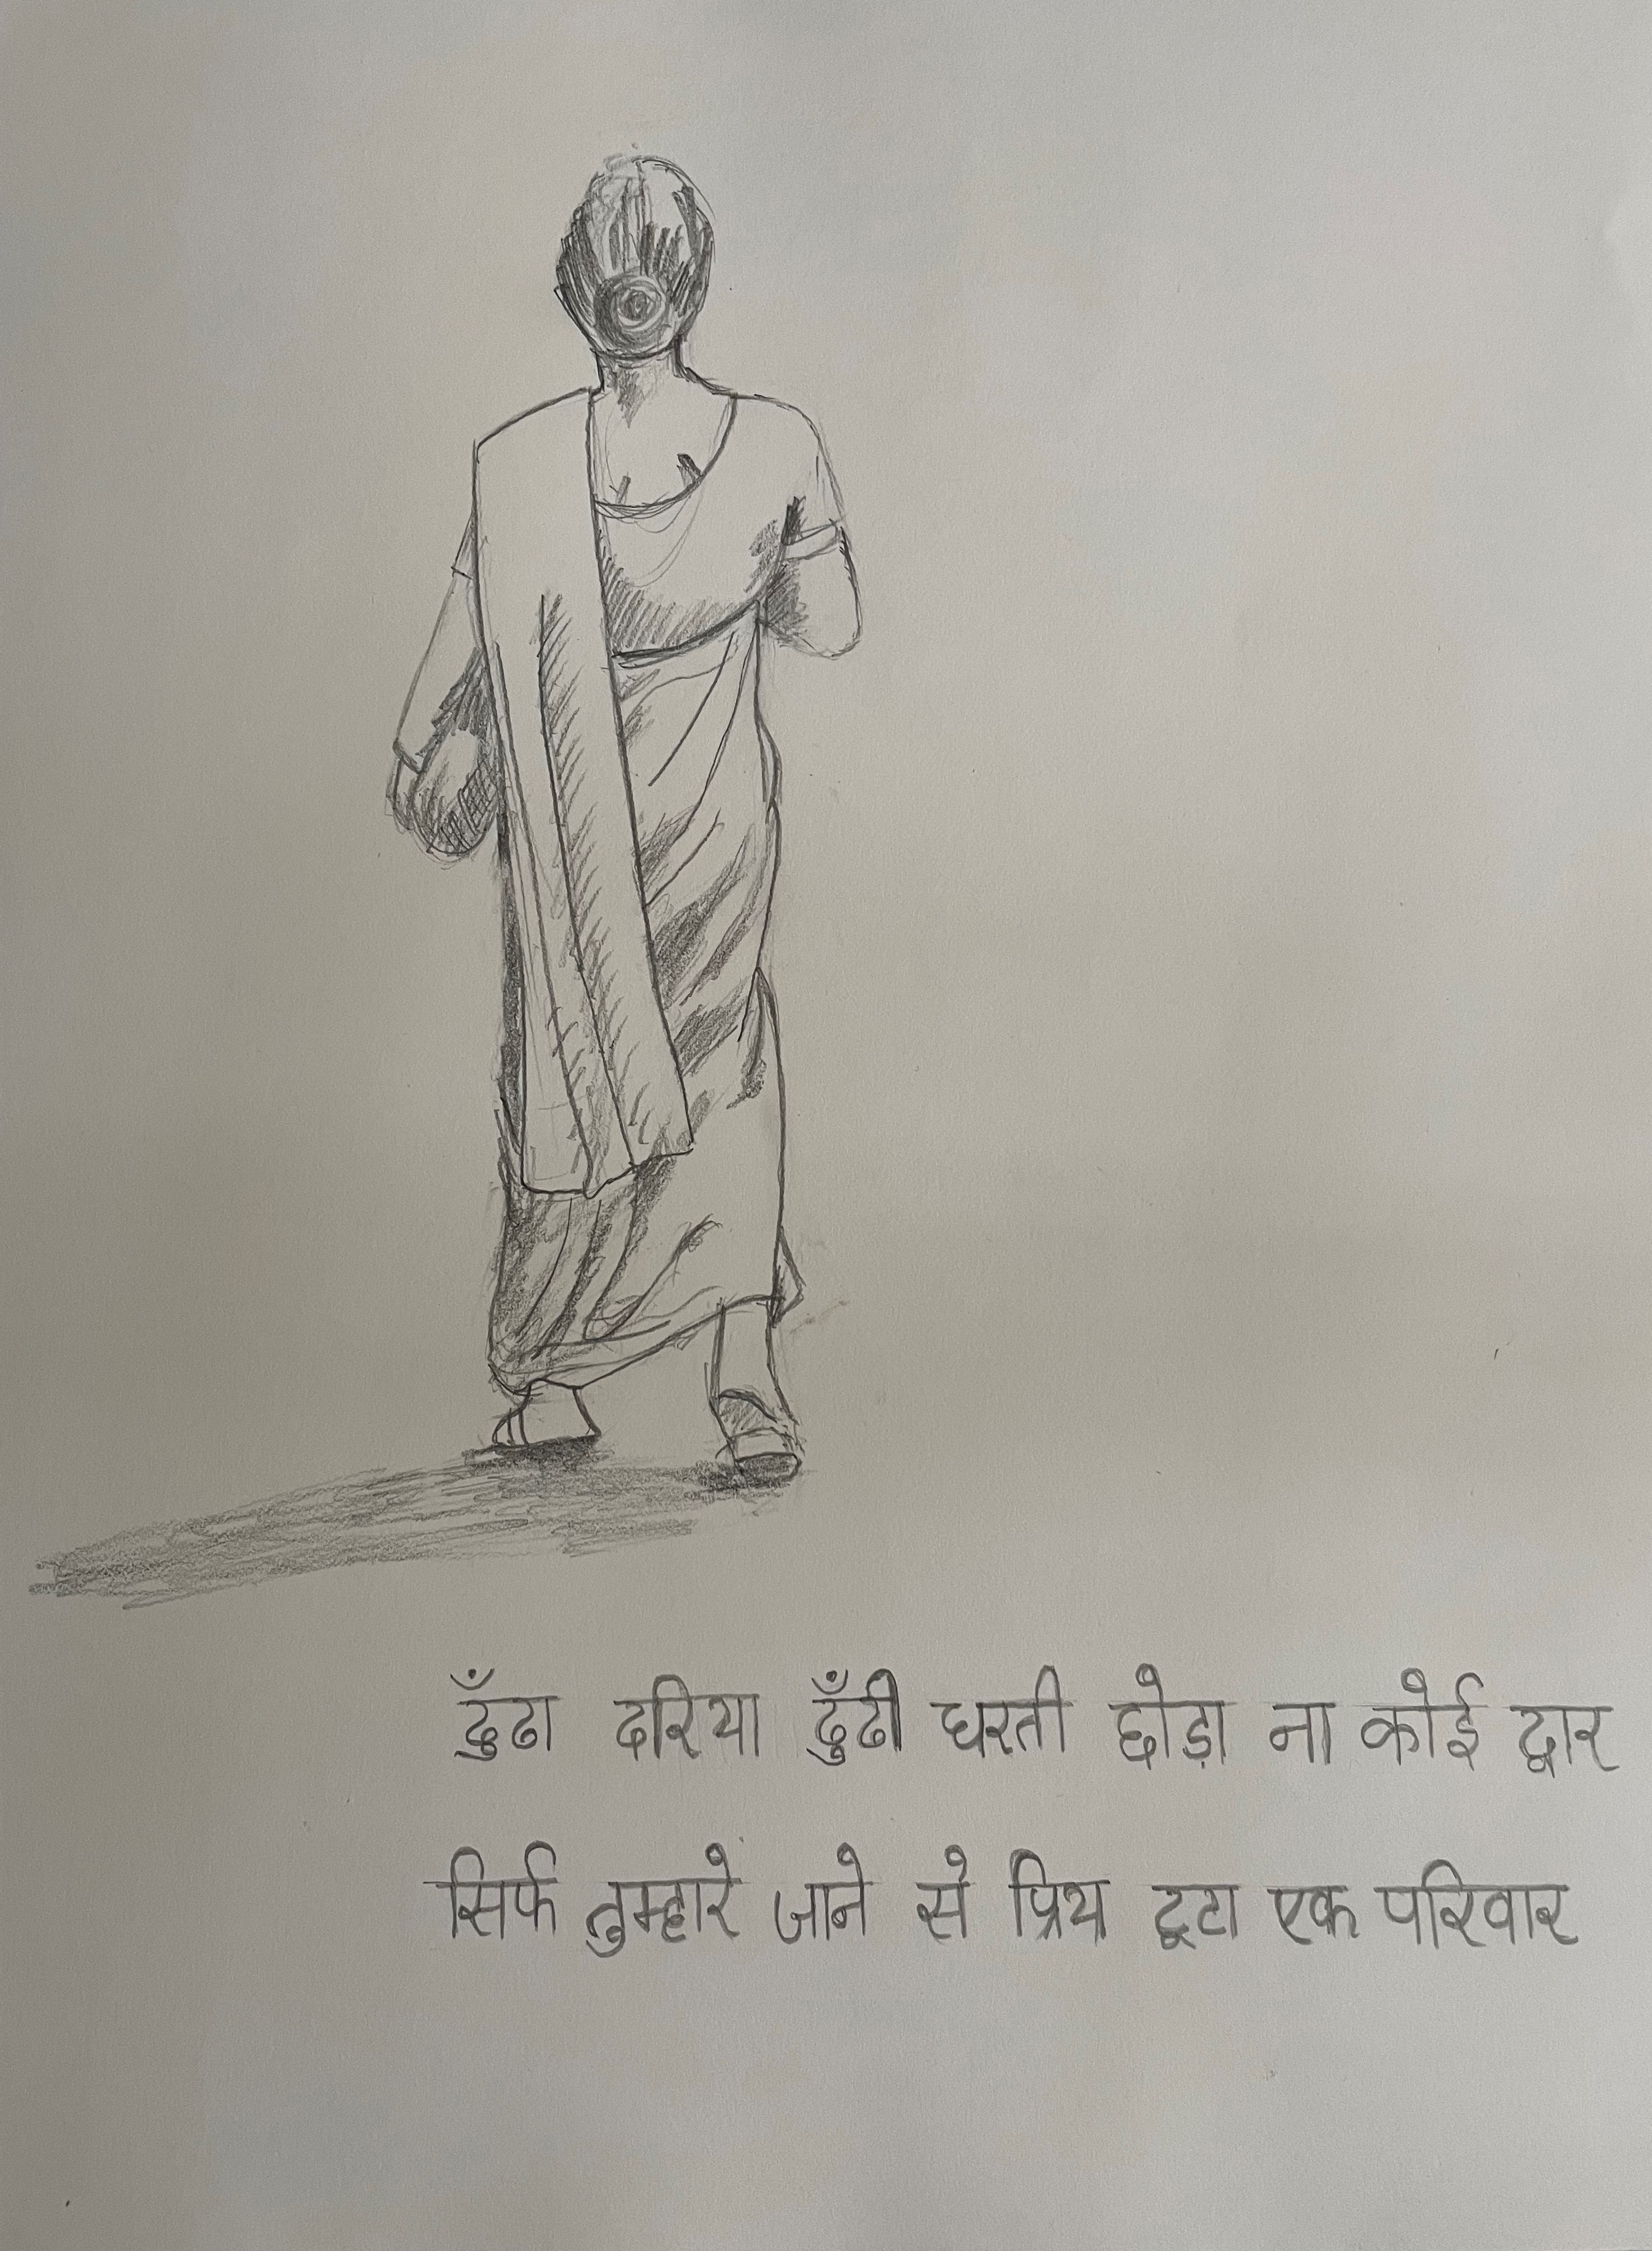 ढुँढा दरिया ढुँढी धरती छोड़ा ना कोई द्वार
सिर्फ तुम्हारे जाने से प्रिय टूटा एक परिवार